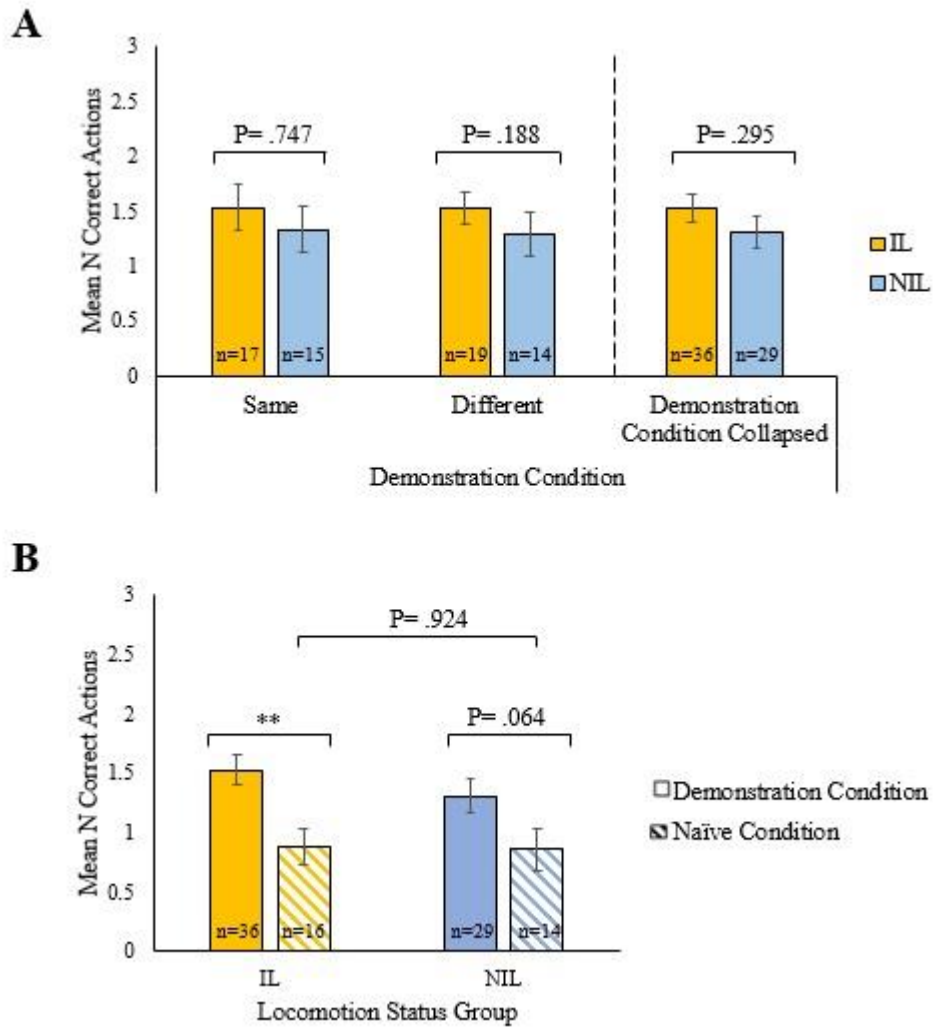 A
Mean N Correct Actions
3
2.5
2
1.5
1
0.5
0
P= .747
P= .188
P= .295
n=17
n=15
n=19
n=14
n=36
n=29
Same
Different
Demonstration
Condition Collapsed
Demonstration Condition
IL
NIL
B
Mean N Correct Actions
3
2.5
2
1.5
1
0.5
0
P= .924
**
P= .064
n=36
n=16
n=29
n=14
IL
NIL
Locomotion Status Group
Demonstration Condition
Naïve Condition